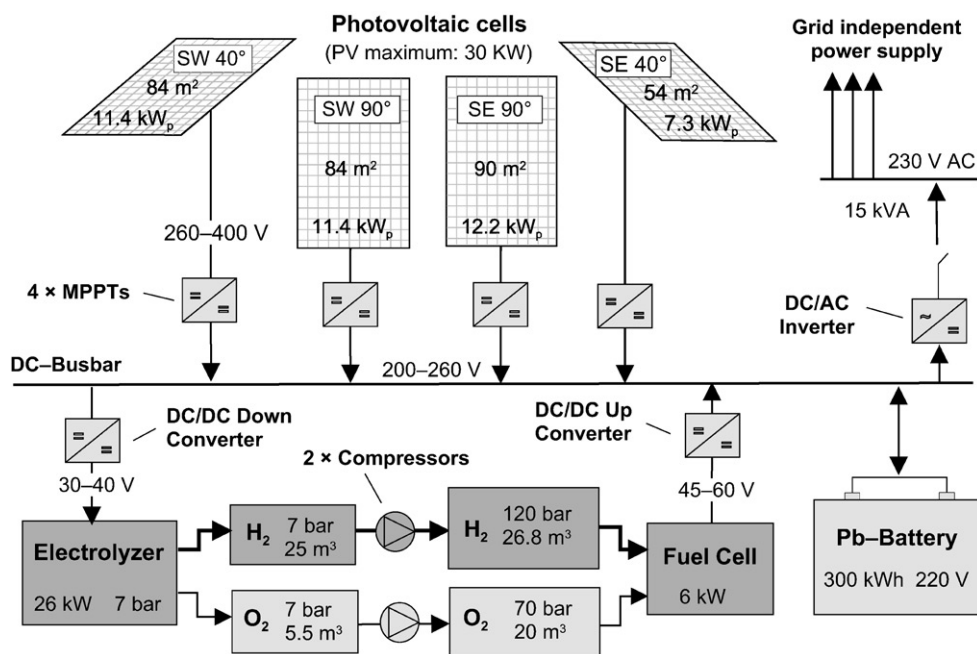 Photovoltaic cells
(PV maximum: 30 KW)
Grid independent
power supply
SW 40°
84 m²
11.4 kWₚ
SW 90°
84 m²
11.4 kWₚ
SE 90°
90 m²
12.2 kWₚ
SE 40°
54 m²
7.3 kWₚ
230 V AC
15 kVA
260–400 V
4 × MPPTs
DC/AC
Inverter
DC–Busbar
200–260 V
DC/DC Down
Converter
DC/DC Up
Converter
2 × Compressors
30–40 V
45–60 V
Electrolyzer
26 kW 7 bar
H₂
7 bar
25 m³
H₂
120 bar
26.8 m³
O₂
7 bar
5.5 m³
O₂
70 bar
20 m³
Fuel Cell
6 kW
Pb–Battery
300 kWh 220 V